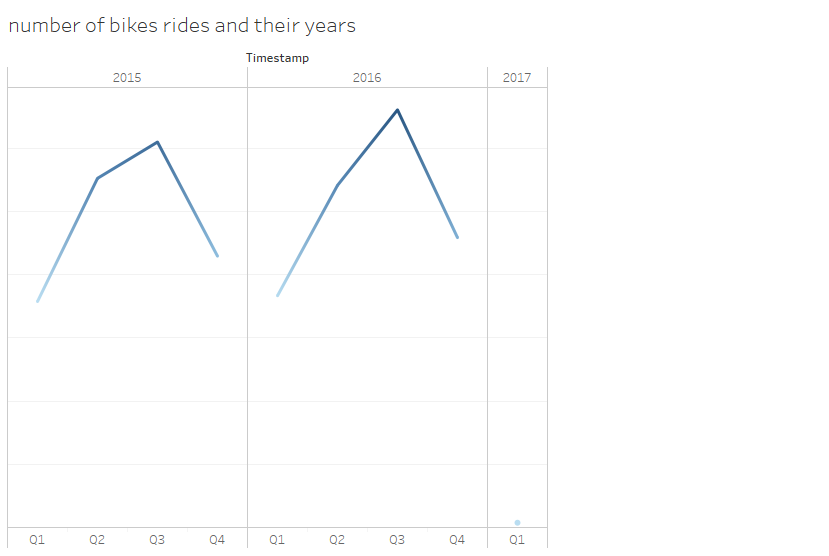 number of bikes rides and their years
Timestamp
2015 2016 2017
Q1 Q2 Q3 Q4 Q1 Q2 Q3 Q4 Q1